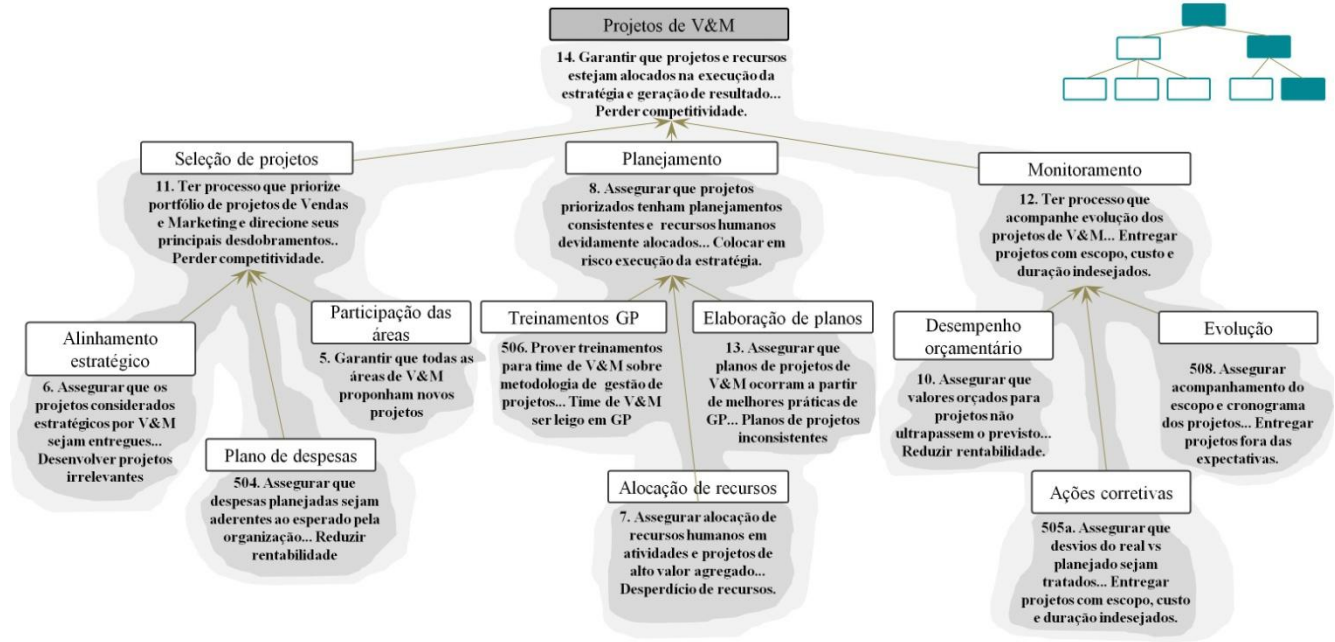 Projetos de V&M
14. Garantir que projetos e recursos
estejam alocados na execução da
estratégia e geração de resultado...
Perder competitividade.
Seleção de projetos
11. Ter processo que priorize
portfólio de projetos de Vendas
e Marketing e direcione seus
principais desdobramentos..
Perder competitividade.
Planejamento
8. Assegurar que projetos
priorizados tenham planejamentos
consistentes e recursos humanos
devidamente alocados... Colocar em
risco execução da estratégia.
Monitoramento
12. Ter processo que
acompanhe evolução dos
projetos de V&M... Entregar
projetos com escopo, custo e
duração indesejados.
Alinhamento
estratégico
6. Assegurar que os
projetos considerados
estratégicos por V&M
sejam entregues...
Desenvolver projetos
irrelevantes
Plano de despesas
504. Assegurar que
despesas planejadas sejam
aderentes ao esperado pela
organização... Reduzir
rentabilidade
Participação das
áreas
5. Garantir que todas as
áreas de V&M
proponham novos
projetos
Treinamentos GP
506. Prover treinamentos
para time de V&M sobre
metodologia de gestão de
projetos... Time de V&M
ser leigo em GP
Alocação de recursos
7. Assegurar alocação de
recursos humanos em
atividades e projetos de
alto valor agregado...
Desperdício de recursos.
Elaboração de planos
13. Assegurar que
planos de projetos de
V&M ocorram a partir
de melhores práticas de
GP... Planos de projetos
inconsistentes
Desempenho
orçamentário
10. Assegurar que
valores orçados para
projetos não
ultrapassem o previsto...
Reduzir rentabilidade.
Ações corretivas
505a. Assegurar que
desvios do real vs
planejado sejam
tratados... Entregar
projetos com escopo, custo
e duração indesejados.
Evolução
508. Assegurar
acompanhamento do
escopo e cronograma
dos projetos... Entregar
projetos fora das
expectativas.